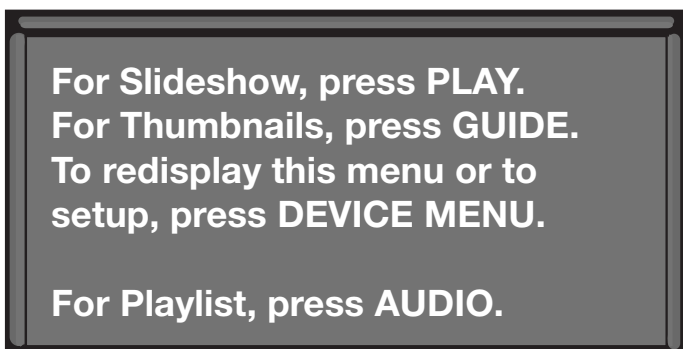 For Slideshow, press PLAY.
For Thumbnails, press GUIDE.
To redisplay this menu or to
setup, press DEVICE MENU.
For Playlist, press AUDIO.